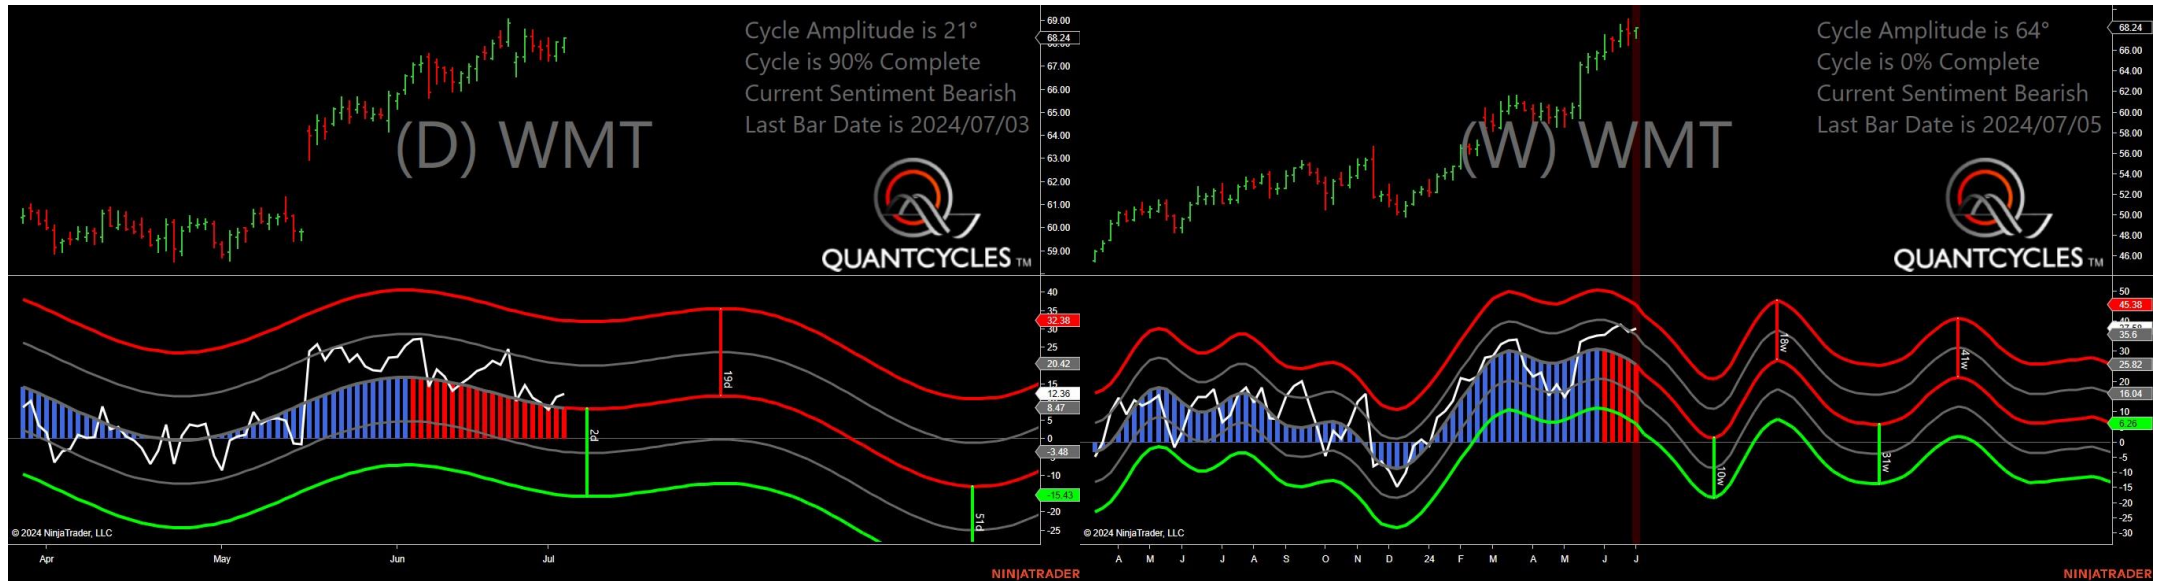 Cycle Amplitude is 21°
Cycle is 90% Complete
Current Sentiment Bearish
Last Bar Date is 2024/07/03
(D) WMT
QUANTCYCLES TM
69.00
68.24
67.00
66.00
65.00
64.00
63.00
62.00
61.00
60.00
59.00
40
35
32.38
30
25
20.42
15
12.36
8.47
5
0
-3.48
-10
-15.43
-20
-25
2d
19d
51d
© 2024 NinjaTrader, LLC
Apr May Jun Jul
NINJATRADER
Cycle Amplitude is 64°
Cycle is 0% Complete
Current Sentiment Bearish
Last Bar Date is 2024/07/05
(W) WMT
QUANTCYCLES TM
68.24
66.00
64.00
62.00
60.00
58.00
56.00
54.00
52.00
50.00
48.00
46.00
50
45.38
35.6
30
25.82
20
16.04
10
6.26
0
-5
-10
-15
-20
-25
-30
10w
18w
31w
41w
© 2024 NinjaTrader, LLC
A M J J A S O N D 24 F M A M J J
NINJATRADER